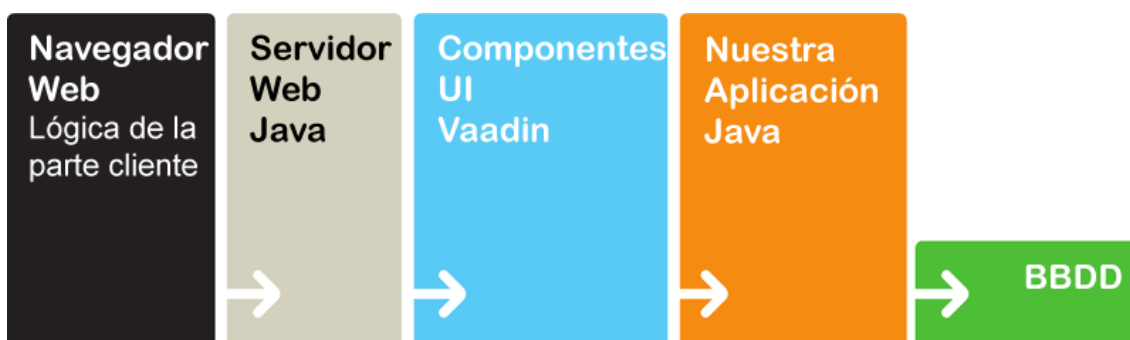 Navegador
Web
Lógica de la
parte cliente
Servidor
Web
Java
Componentes
UI
Vaadin
Nuestra
Aplicación
Java
BBDD